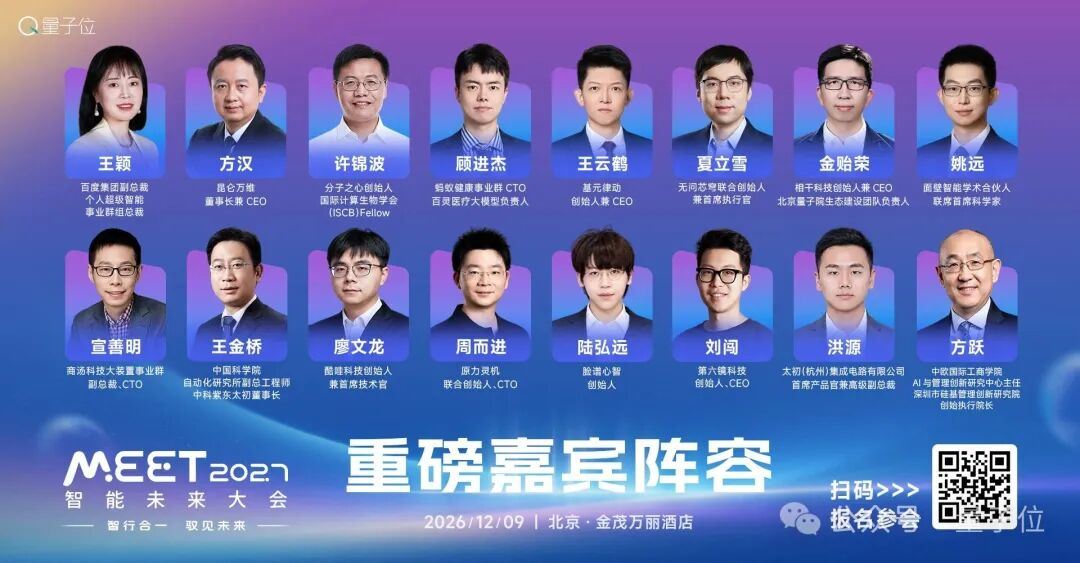 量子位
王颖
百度集团副总裁
个人超级智能
事业群组总裁
方汉
昆仑万维
董事长兼 CEO
许锦波
分子之心创始人
国际计算生物学会
(ISCB)Fellow
顾进杰
蚂蚁健康事业群 CTO
百灵医疗大模型负责人
王云鹤
基元律动
创始人兼 CEO
夏立雪
无问芯穹联合创始人
兼首席执行官
金贻荣
相干科技创始人兼 CEO
北京量子院生态建设团队负责人
姚远
面壁智能学术合伙人
联席首席科学家
宣善明
商汤科技大装置事业群
副总裁、CTO
王金桥
中国科学院
自动化研究所副总工程师
中科紫东太初董事长
廖文龙
酷哇科技创始人
兼首席技术官
周而进
原力灵机
联合创始人、CTO
陆弘远
脸谱心智
创始人
刘闯
第六镜科技
创始人、CEO
洪源
太初(杭州)集成电路有限公司
首席产品官兼高级副总裁
方跃
中欧国际工商学院
AI 与管理创新研究中心主任
深圳市硅基管理创新研究院
创始执行院长
MEET2027
智能未来大会
智行合一 驭见未来
重磅嘉宾阵容
2026/12/09 | 北京·金茂万丽酒店
扫码>>>
报名参会
公众号 量子位